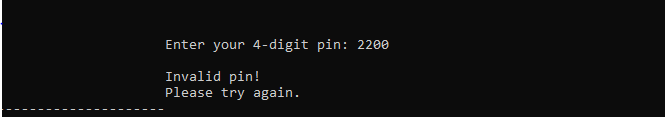 Enter your 4-digit pin: 2200
Invalid pin!
Please try again.
---------------------